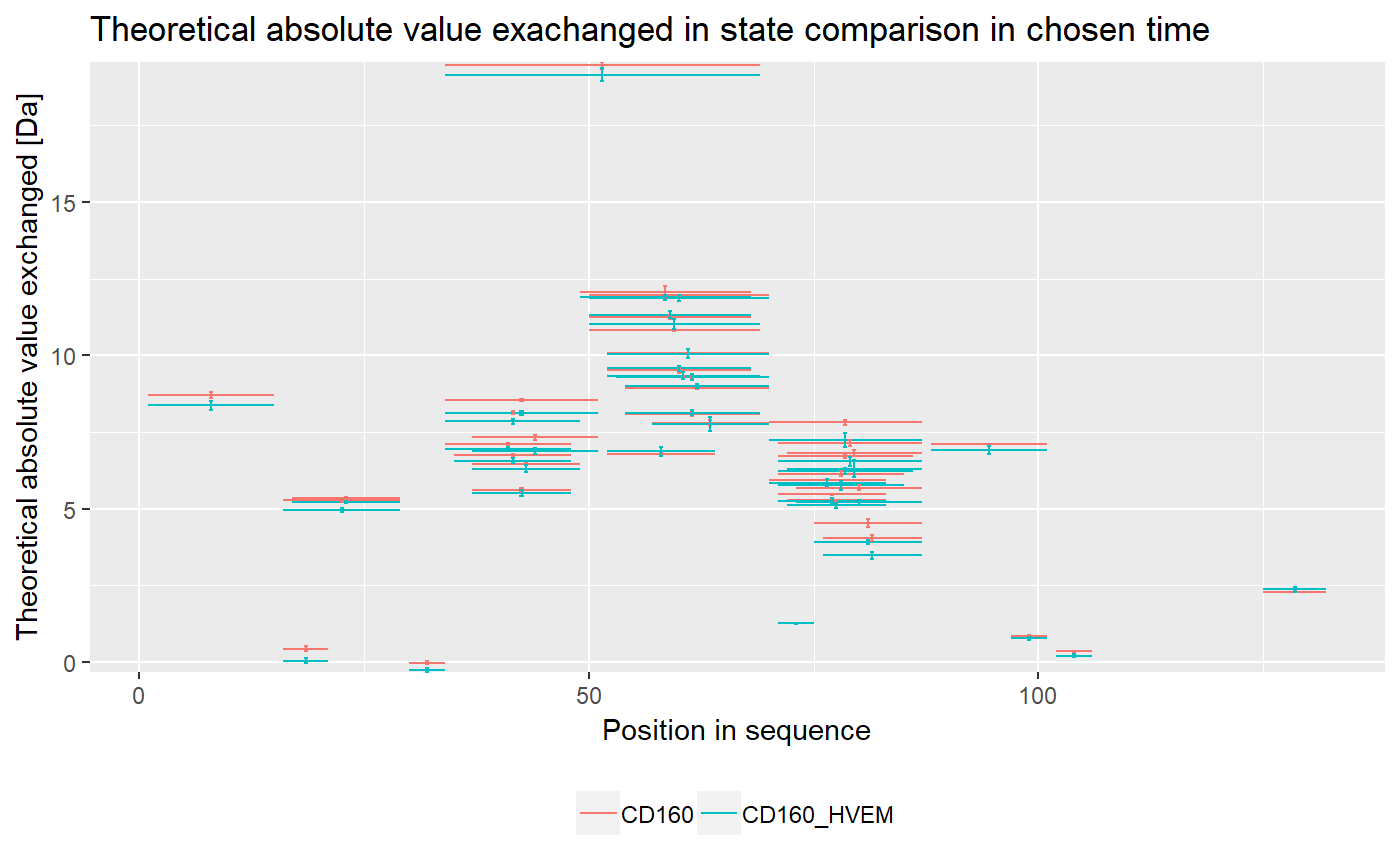 Theoretical absolute value exachanged in state comparison in chosen time
Theoretical absolute value exchanged [Da]
15
10
5
0
0 50 100
Position in sequence
CD160 CD160_HVEM